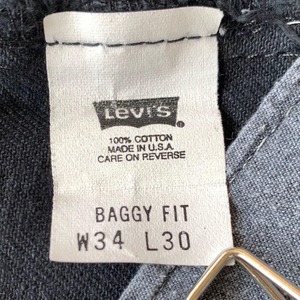 Levi's
100% COTTON
MADE IN U.S.A.
CARE ON REVERSE
BAGGY FIT
W34 L30